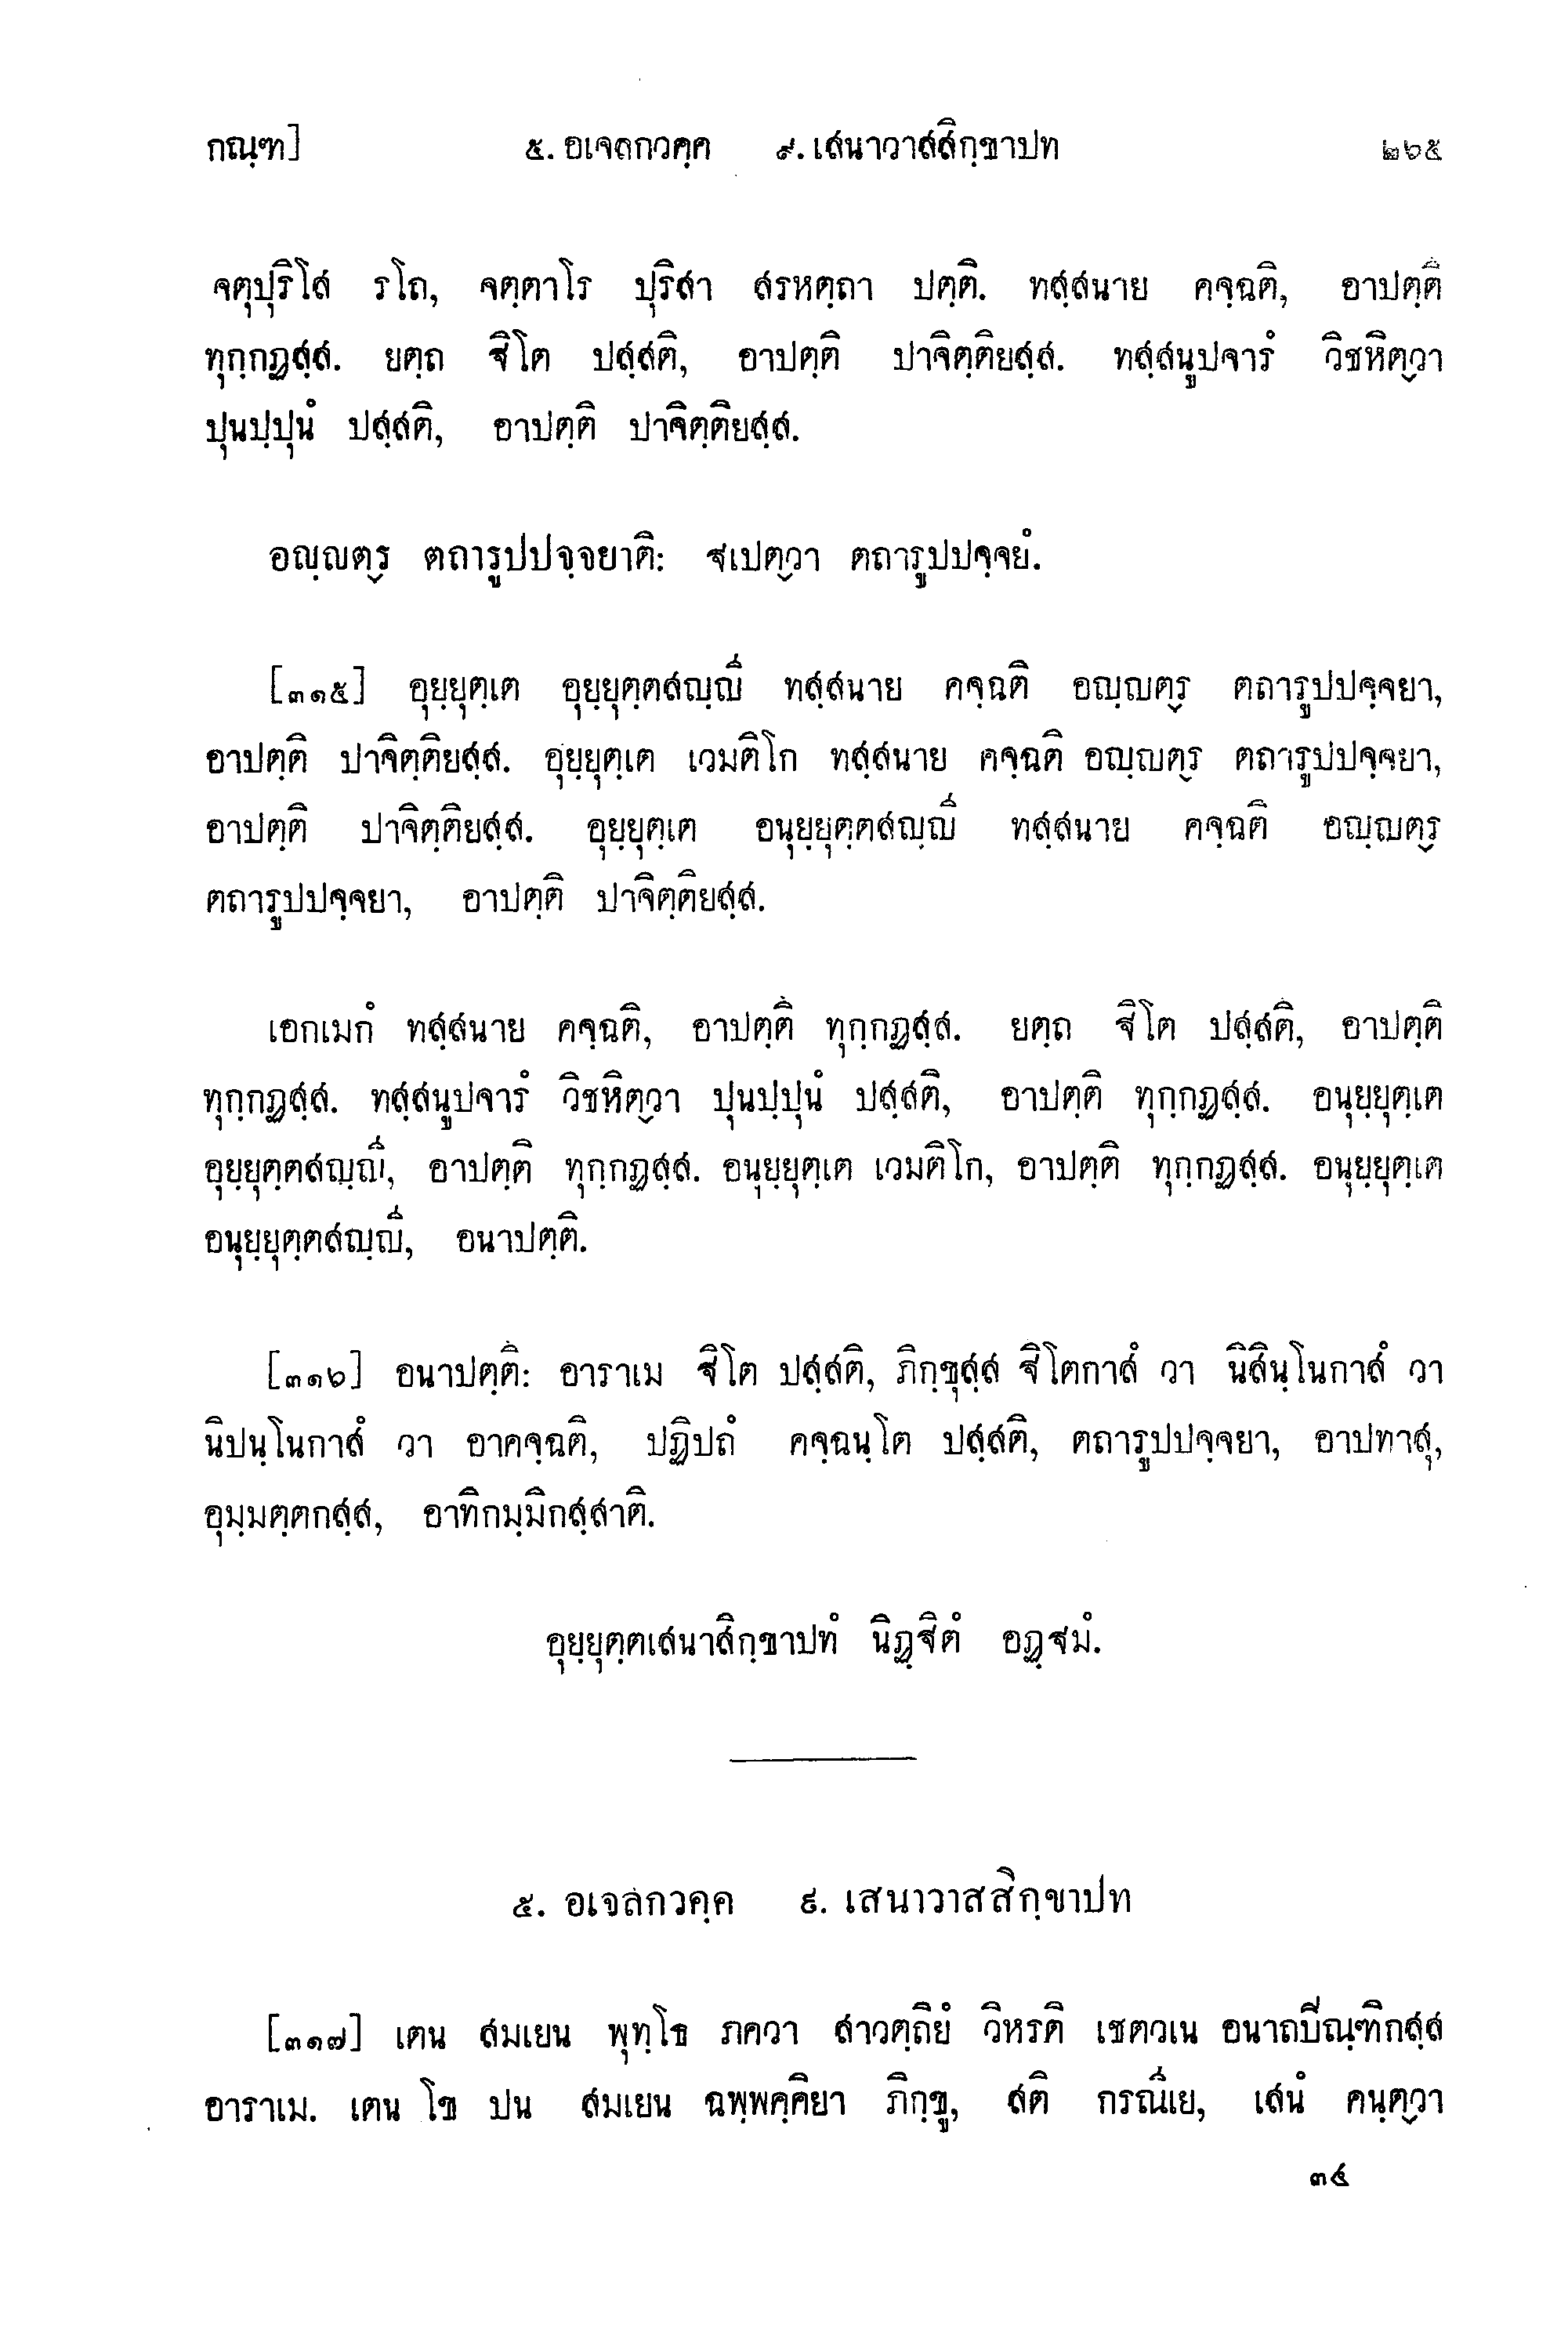 กณฺฑ] ๕. อเจลกวคฺค ๙. เสนาวาสสิกฺขาปท ๒๖๕
จตุปุริโส รโถ, จตฺตาโร ปุริสา สรหตฺถา ปตฺติ. ทสฺสนาย คจฺฉติ, อาปตฺติ
ทุกฺกฏสฺส. ยตฺถ ฐิโต ปสฺสติ, อาปตฺติ ปาจิตฺติยสฺส. ทสฺสนูปจารํ วิชหิตฺวา
ปุนปฺปุนํ ปสฺสติ, อาปตฺติ ปาจิตฺติยสฺส.
อญฺญตฺร ตถารูปปจฺจยาติ: ฐเปตฺวา ตถารูปปจฺจยํ.
[๓๑๕] อุยฺยุตฺเต อุยฺยุตฺตสญฺญี ทสฺสนาย คจฺฉติ อญฺญตฺร ตถารูปปจฺจยา,
อาปตฺติ ปาจิตฺติยสฺส. อุยฺยุตฺเต เวมติโก ทสฺสนาย คจฺฉติ อญฺญตฺร ตถารูปปจฺจยา,
อาปตฺติ ปาจิตฺติยสฺส. อุยฺยุตฺเต อนุยฺยุตฺตสญฺญี ทสฺสนาย คจฺฉติ อญฺญตฺร
ตถารูปปจฺจยา, อาปตฺติ ปาจิตฺติยสฺส.
เอกเมกํ ทสฺสนาย คจฺฉติ, อาปตฺติ ทุกฺกฏสฺส. ยตฺถ ฐิโต ปสฺสติ, อาปตฺติ
ทุกฺกฏสฺส. ทสฺสนูปจารํ วิชหิตฺวา ปุนปฺปุนํ ปสฺสติ, อาปตฺติ ทุกฺกฏสฺส. อนุยฺยุตฺเต
อุยฺยุตฺตสญฺญี, อาปตฺติ ทุกฺกฏสฺส. อนุยฺยุตฺเต เวมติโก, อาปตฺติ ทุกฺกฏสฺส. อนุยฺยุตฺเต
อนุยฺยุตฺตสญฺญี, อนาปตฺติ.
[๓๑๖] อนาปตฺติ: อาราเม ฐิโต ปสฺสติ, ภิกฺขุสฺส ฐิโตกาสํ วา นิสินฺโนกาสํ วา
นิปนฺโนกาสํ วา อาคจฺฉติ, ปฏิปถํ คจฺฉนฺโต ปสฺสติ, ตถารูปปจฺจยา, อาปทาสุ,
อุมฺมตฺตกสฺส, อาทิกมฺมิกสฺสาติ.
อุยฺยุตฺตเสนาสิกฺขาปทํ นิฏฺฐิตํ อฏฺฐมํ.
๕. อเจลกวคฺค ๙. เสนาวาสสิกฺขาปท
[๓๑๗] เตน สมเยน พุทฺโธ ภควา สาวตฺถิยํ วิหรติ เชตวเน อนาถปิณฺฑิกสฺส
อาราเม. เตน โข ปน สมเยน ฉพฺพคฺคิยา ภิกฺขู, สติ กรณีเย, เสนํ คนฺตฺวา
๓๔